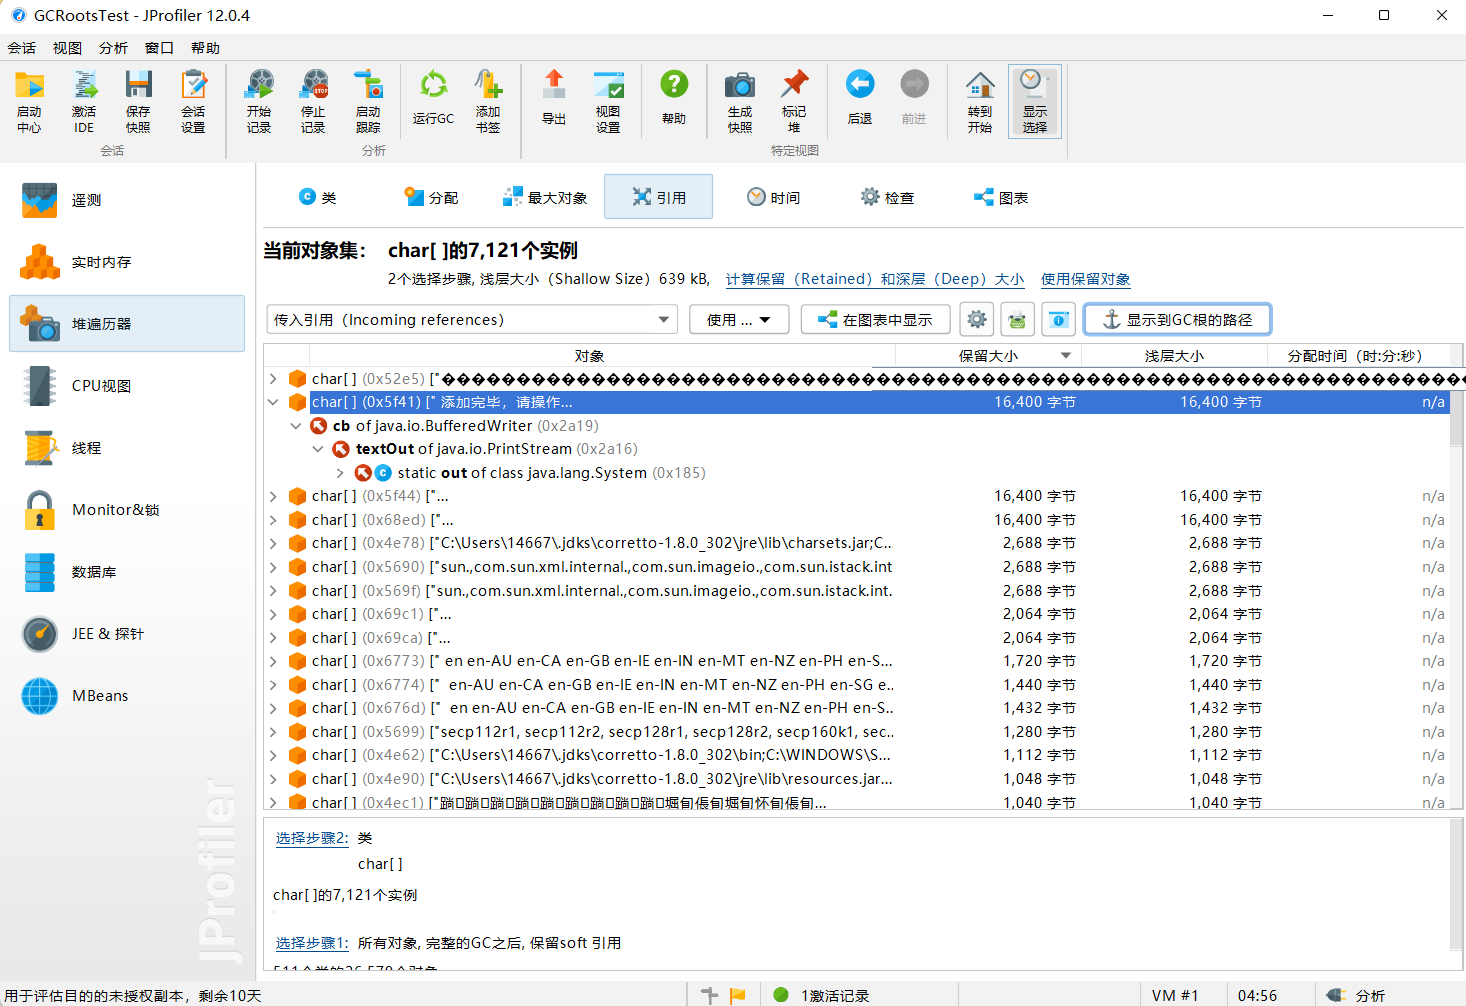 GCRootsTest - JProfiler 12.0.4
会话 视图 分析 窗口 帮助
启动中心 激活IDE 保存快照 会话设置 开始记录 停止记录 启动跟踪 运行GC 添加书签 导出 视图设置 帮助 生成快照 标记堆 后退 前进 转到开始 显示选择
会话 分析 特定视图
遥测
实时内存
堆遍历器
CPU视图
线程
Monitor&锁
数据库
JEE & 探针
MBeans
JProfiler
类 分配 最大对象 引用 时间 检查 图表
当前对象集： char[ ]的7,121个实例
2个选择步骤, 浅层大小（Shallow Size）639 kB, 计算保留（Retained）和深层（Deep）大小 使用保留对象
传入引用（Incoming references） 使用 ... 在图表中显示 显示到GC根的路径
对象 保留大小 浅层大小 分配时间（时:分:秒）
char[ ] (0x52e5) ["
char[ ] (0x5f41) [" 添加完毕，请操作... 16,400 字节 16,400 字节 n/a
cb of java.io.BufferedWriter (0x2a19)
textOut of java.io.PrintStream (0x2a16)
static out of class java.lang.System (0x185)
char[ ] (0x5f44) ["... 16,400 字节 16,400 字节 n/a
char[ ] (0x68ed) ["... 16,400 字节 16,400 字节 n/a
char[ ] (0x4e78) ["C:\Users\14667\.jdks\corretto-1.8.0_302\jre\lib\charsets.jar;C... 2,688 字节 2,688 字节 n/a
char[ ] (0x5690) ["sun.,com.sun.xml.internal.,com.sun.imageio.,com.sun.istack.int 2,688 字节 2,688 字节 n/a
char[ ] (0x569f) ["sun.,com.sun.xml.internal.,com.sun.imageio.,com.sun.istack.int. 2,688 字节 2,688 字节 n/a
char[ ] (0x69c1) ["... 2,064 字节 2,064 字节 n/a
char[ ] (0x69ca) ["... 2,064 字节 2,064 字节 n/a
char[ ] (0x6773) [" en en-AU en-CA en-GB en-IE en-IN en-MT en-NZ en-PH en-S... 1,720 字节 1,720 字节 n/a
char[ ] (0x6774) [" en-AU en-CA en-GB en-IE en-IN en-MT en-NZ en-PH en-SG e.. 1,440 字节 1,440 字节 n/a
char[ ] (0x676d) [" en en-AU en-CA en-GB en-IE en-IN en-MT en-NZ en-PH en-S.. 1,432 字节 1,432 字节 n/a
char[ ] (0x5699) ["secp112r1, secp112r2, secp128r1, secp128r2, secp160k1, sec.. 1,280 字节 1,280 字节 n/a
char[ ] (0x4e62) ["C:\Users\14667\.jdks\corretto-1.8.0_302\bin;C:\WINDOWS\S... 1,112 字节 1,112 字节 n/a
char[ ] (0x4e90) ["C:\Users\14667\.jdks\corretto-1.8.0_302\jre\lib\resources.jar... 1,048 字节 1,048 字节 n/a
char[ ] (0x4ec1) [" 1,040 字节 1,040 字节 n/a
选择步骤2: 类
char[ ]
char[ ]的7,121个实例
选择步骤1: 所有对象, 完整的GC之后, 保留soft 引用
用于评估目的的未授权副本，剩余10天 1激活记录 VM #1 04:56 分析